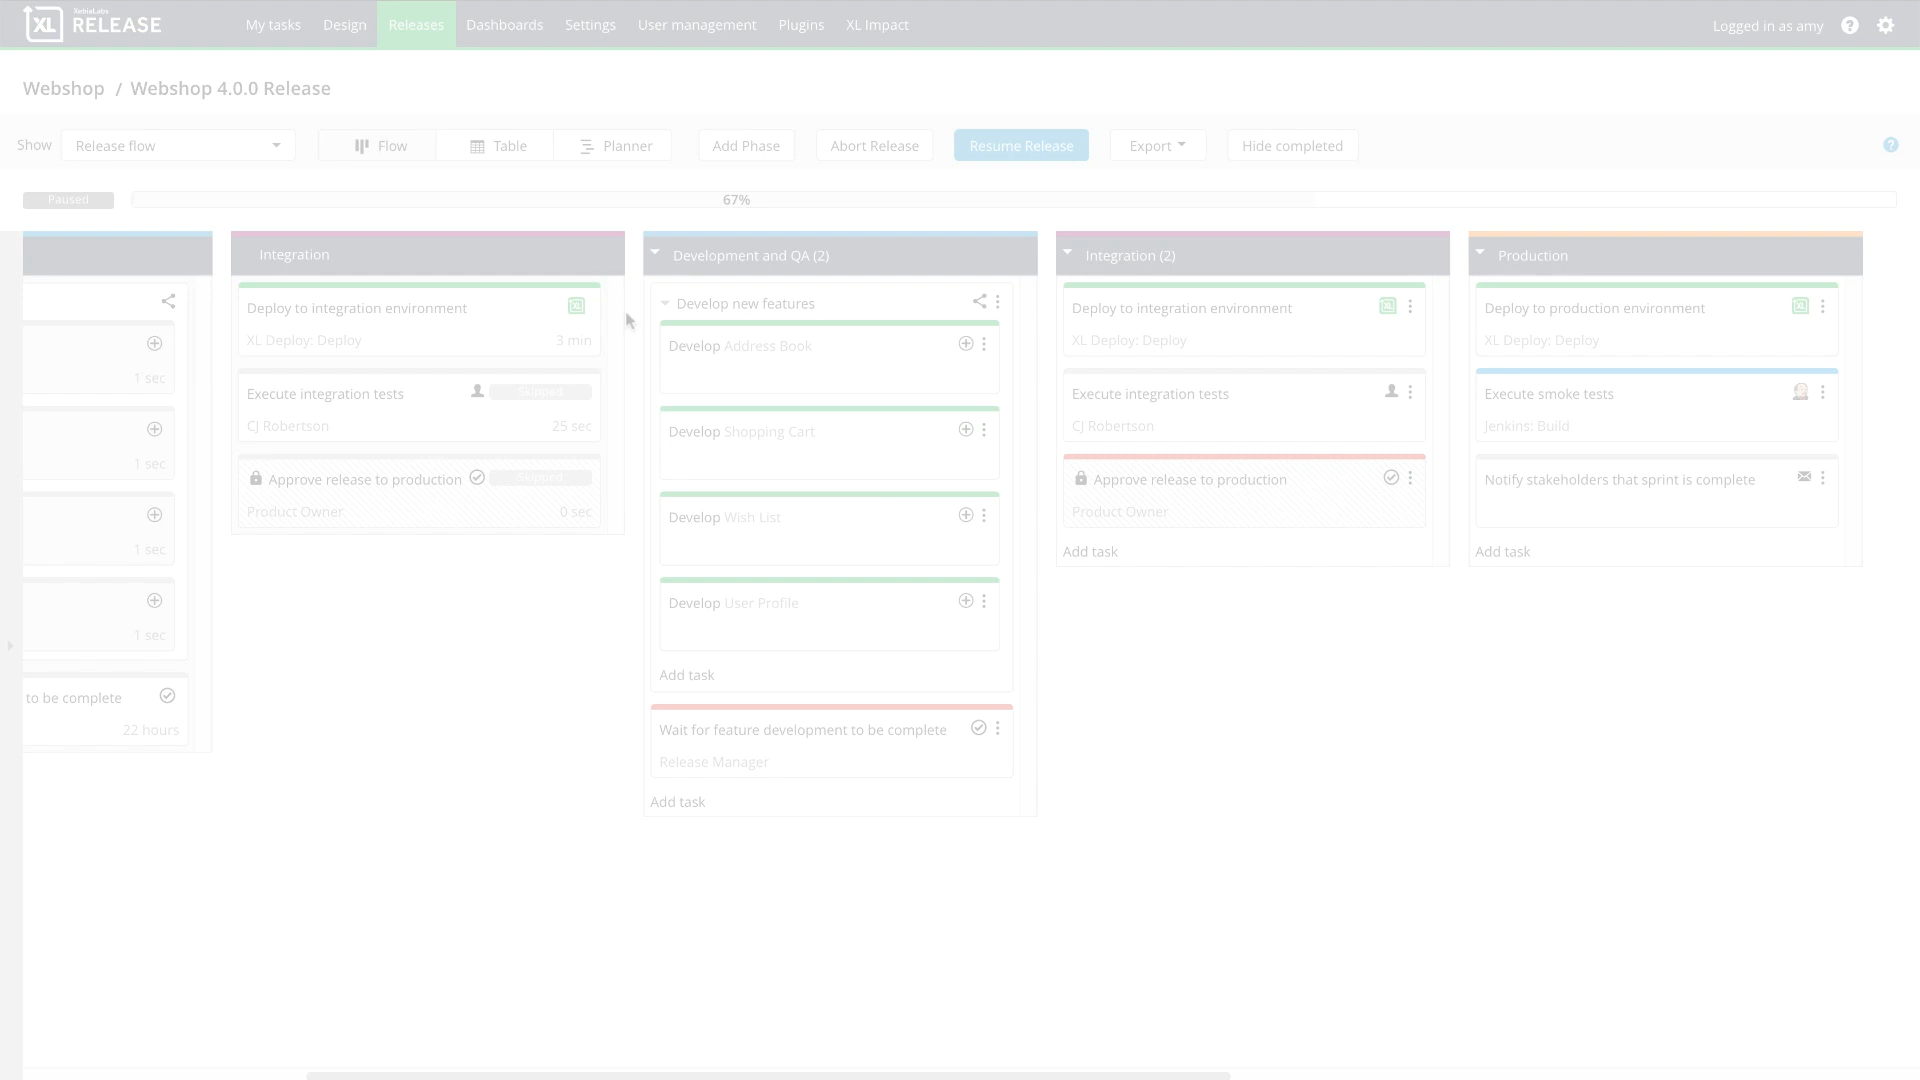 XebiaLabs
XL RELEASE
My tasks Design Releases Dashboards Settings User management Plugins XL Impact
Logged in as amy
Webshop / Webshop 4.0.0 Release
Show Release flow Flow Table Planner Add Phase Abort Release Resume Release Export Hide completed
Paused 67%
1 sec
1 sec
1 sec
1 sec
to be complete
22 hours
Integration
Deploy to integration environment
XL Deploy: Deploy 3 min
Execute integration tests Skipped
CJ Robertson 25 sec
Approve release to production Skipped
Product Owner 0 sec
Development and QA (2)
Develop new features
Develop Address Book
Develop Shopping Cart
Develop Wish List
Develop User Profile
Add task
Wait for feature development to be complete
Release Manager
Add task
Integration (2)
Deploy to integration environment
XL Deploy: Deploy
Execute integration tests
CJ Robertson
Approve release to production
Product Owner
Add task
Production
Deploy to production environment
XL Deploy: Deploy
Execute smoke tests
Jenkins: Build
Notify stakeholders that sprint is complete
Add task